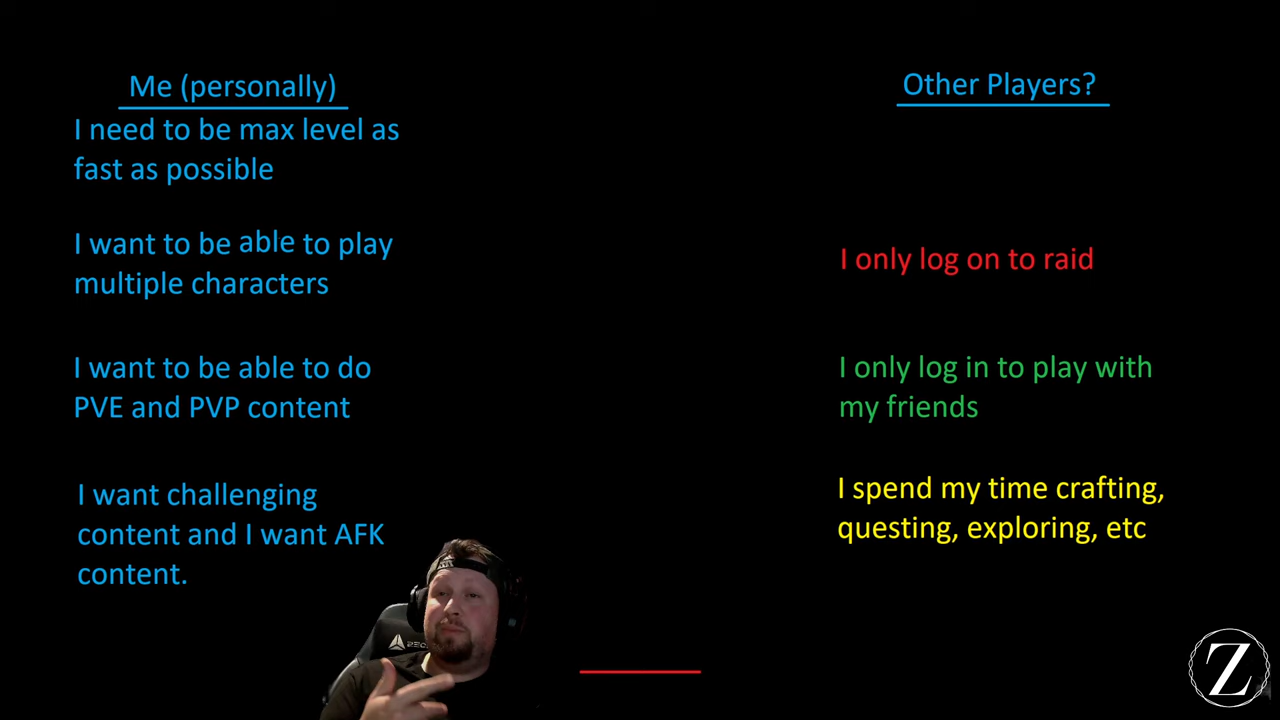 Me (personally)
I need to be max level as
fast as possible
I want to be able to play
multiple characters
I want to be able to do
PVE and PVP content
I want challenging
content and I want AFK
content.
Other Players?
I only log on to raid
I only log in to play with
my friends
I spend my time crafting,
questing, exploring, etc
Z